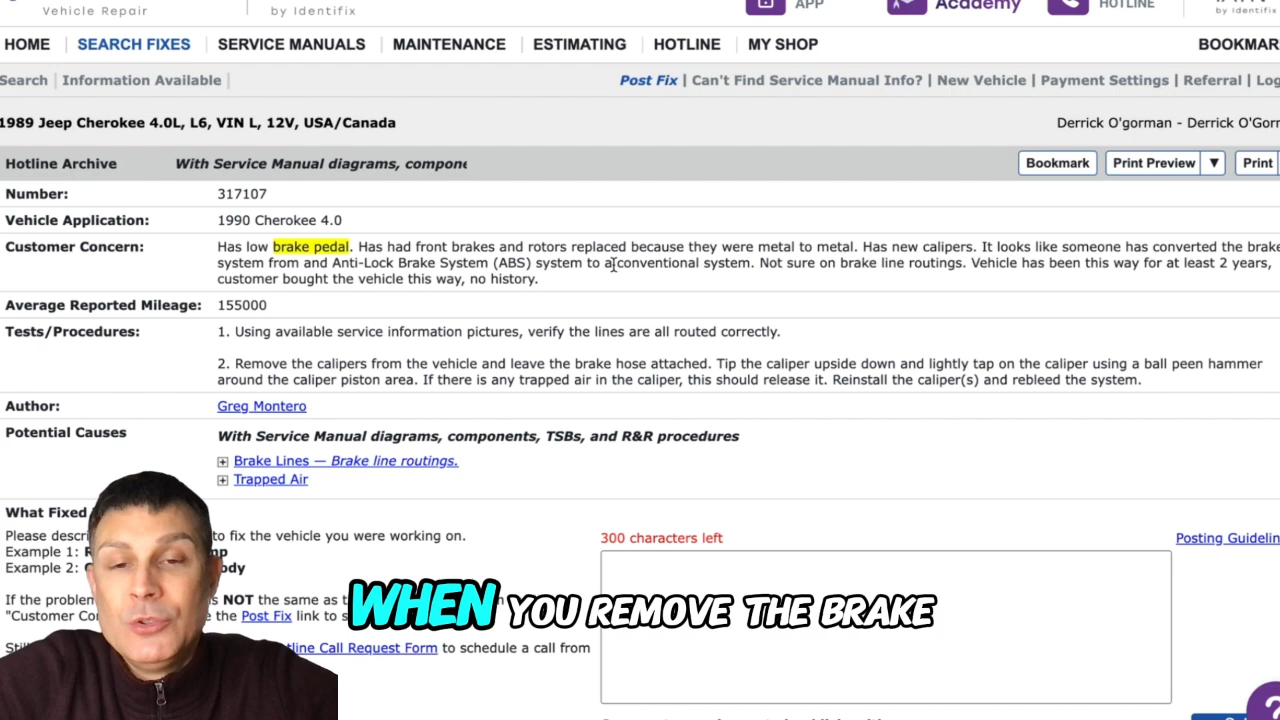 Vehicle Repair
by Identifix
APP
Academy
HOTLINE
by Identifix
HOME SEARCH FIXES SERVICE MANUALS MAINTENANCE ESTIMATING HOTLINE MY SHOP BOOKMAR
Search Information Available Post Fix | Can't Find Service Manual Info? | New Vehicle | Payment Settings | Referral | Log
1989 Jeep Cherokee 4.0L, L6, VIN L, 12V, USA/Canada Derrick O'gorman - Derrick O'Gorr
Hotline Archive With Service Manual diagrams, compone Bookmark Print Preview ▼ Print
Number: 317107
Vehicle Application: 1990 Cherokee 4.0
Customer Concern: Has low brake pedal. Has had front brakes and rotors replaced because they were metal to metal. Has new calipers. It looks like someone has converted the brake
system from and Anti-Lock Brake System (ABS) system to a conventional system. Not sure on brake line routings. Vehicle has been this way for at least 2 years,
customer bought the vehicle this way, no history.
Average Reported Mileage: 155000
Tests/Procedures: 1. Using available service information pictures, verify the lines are all routed correctly.
2. Remove the calipers from the vehicle and leave the brake hose attached. Tip the caliper upside down and lightly tap on the caliper using a ball peen hammer
around the caliper piston area. If there is any trapped air in the caliper, this should release it. Reinstall the caliper(s) and rebleed the system.
Author: Greg Montero
Potential Causes With Service Manual diagrams, components, TSBs, and R&R procedures
Brake Lines — Brake line routings.
Trapped Air
What Fixed
Please descri to fix the vehicle you were working on.
300 characters left
Posting Guidelin
Example 1: R mp
Example 2: C ody
If the problem is NOT the same as t
"Customer Co e the Post Fix link to s
WHEN YOU REMOVE THE BRAKE
Sti tline Call Request Form to schedule a call from
?